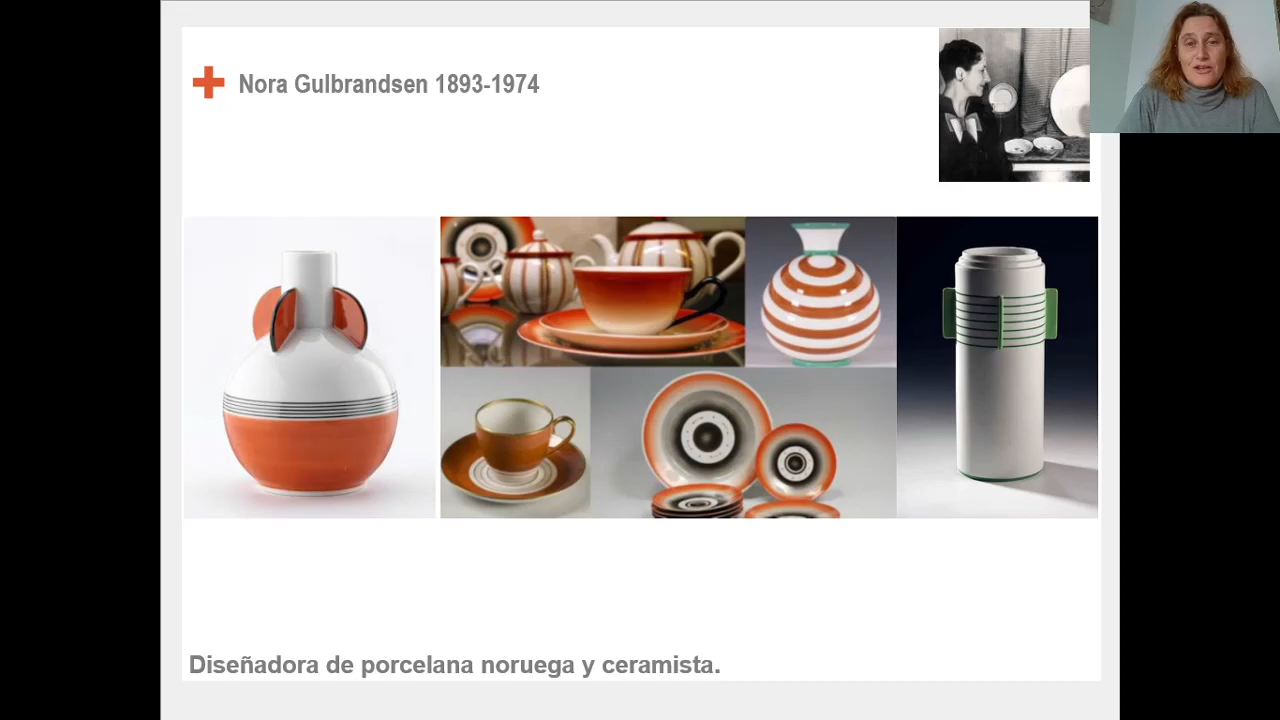 Nora Gulbrandsen 1893-1974
Diseñadora de porcelana noruega y ceramista.